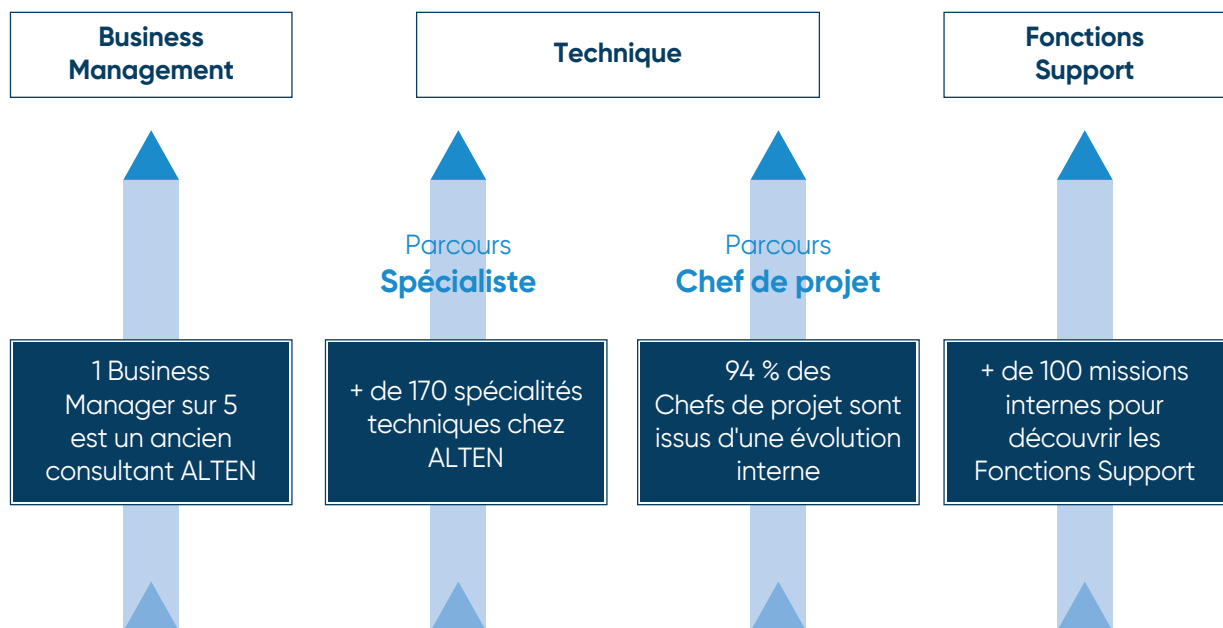 Business
Management
Technique
Fonctions
Support
Parcours
Spécialiste
Parcours
Chef de projet
1 Business
Manager sur 5
est un ancien
consultant ALTEN
+ de 170 spécialités
techniques chez
ALTEN
94 % des
Chefs de projet sont
issus d'une évolution
interne
+ de 100 missions
internes pour
découvrir les
Fonctions Support